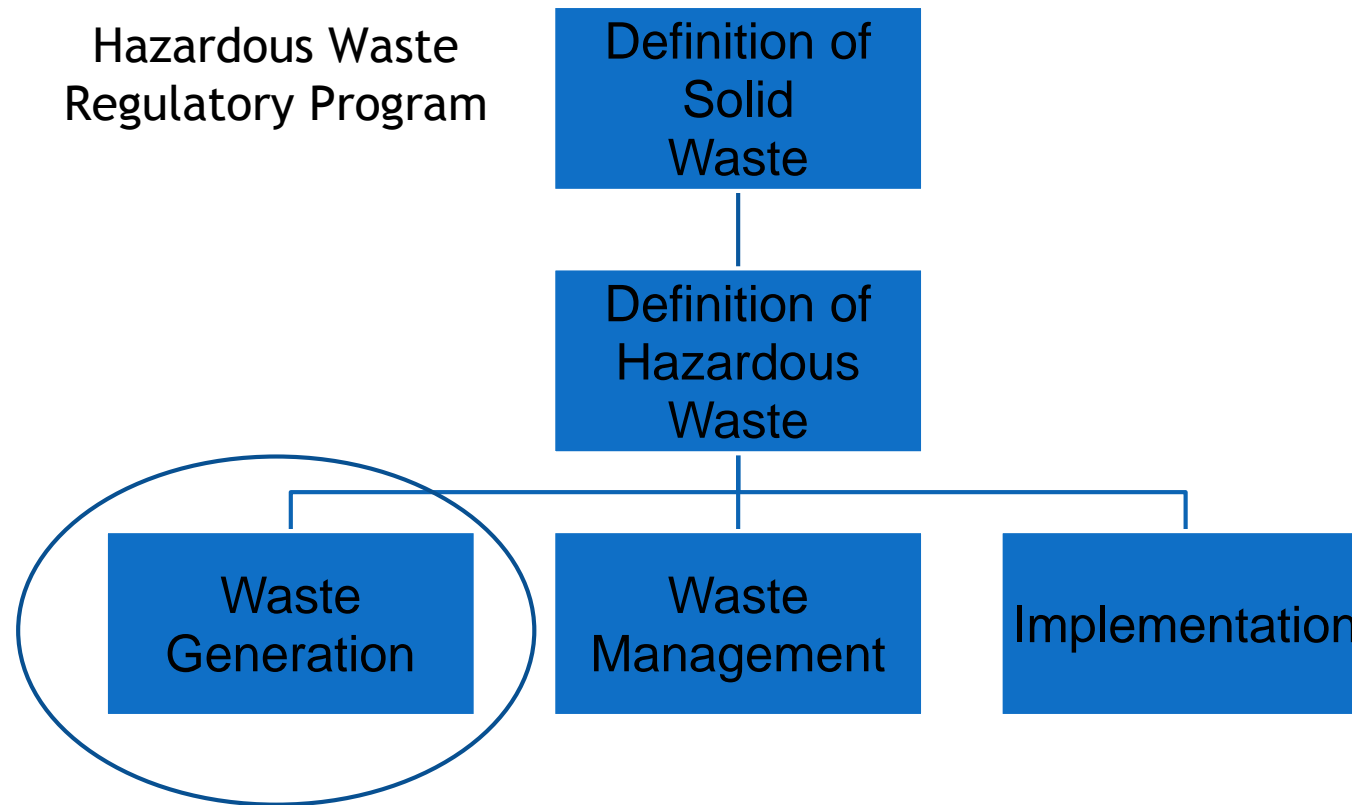 Hazardous Waste
Regulatory Program
Definition of
Solid
Waste
Definition of
Hazardous
Waste
Waste
Generation
Waste
Management
Implementation